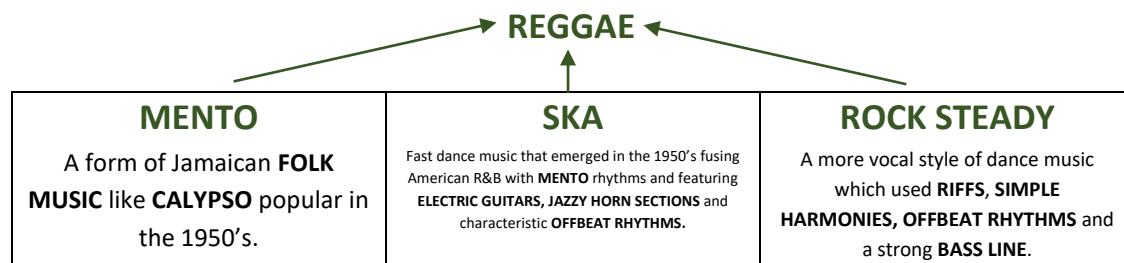 REGGAE
MENTO
A form of Jamaican FOLK
MUSIC like CALYPSO popular in
the 1950’s.
SKA
Fast dance music that emerged in the 1950’s fusing
American R&B with MENTO rhythms and featuring
ELECTRIC GUITARS, JAZZY HORN SECTIONS and
characteristic OFFBEAT RHYTHMS.
ROCK STEADY
A more vocal style of dance music
which used RIFFS, SIMPLE
HARMONIES, OFFBEAT RHYTHMS and
a strong BASS LINE.